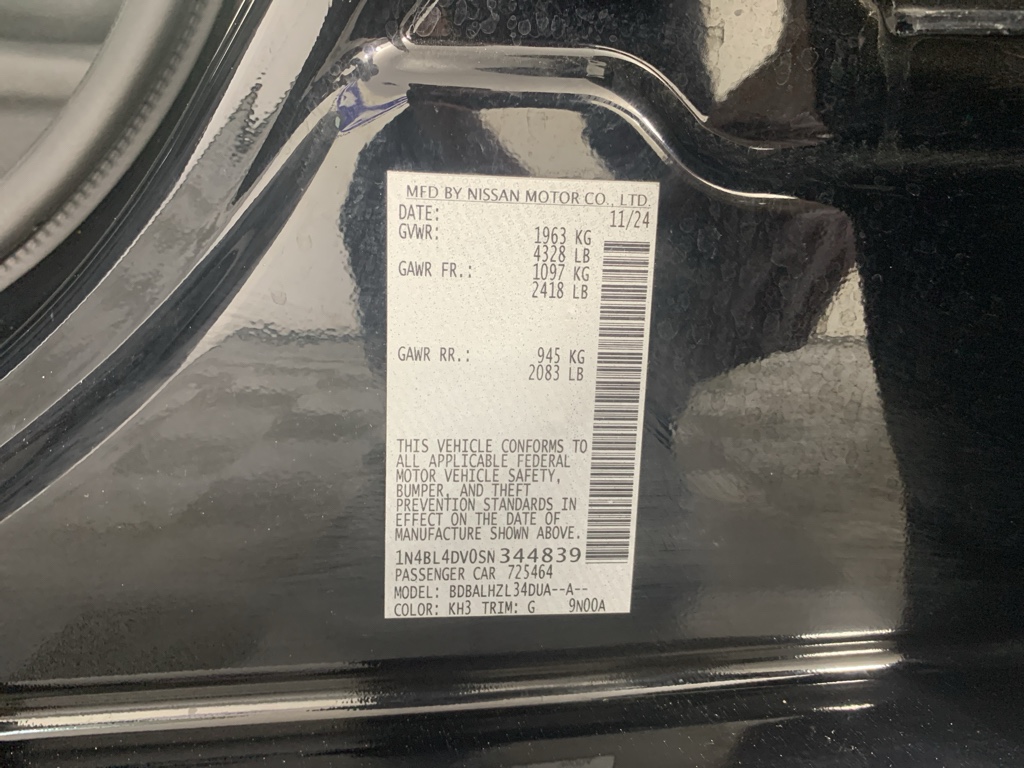 MFD BY NISSAN MOTOR CO., LTD.
DATE: 11/24
GVWR: 1963 KG
4328 LB
GAWR FR.: 1097 KG
2418 LB
GAWR RR.: 945 KG
2083 LB
THIS VEHICLE CONFORMS TO
ALL APPLICABLE FEDERAL
MOTOR VEHICLE SAFETY,
BUMPER, AND THEFT
PREVENTION STANDARDS IN
EFFECT ON THE DATE OF
MANUFACTURE SHOWN ABOVE.
1N4BL4DV0SN344839
PASSENGER CAR 725464
MODEL: BDBALHZL34DUA--A--
COLOR: KH3 TRIM: G 9N00A